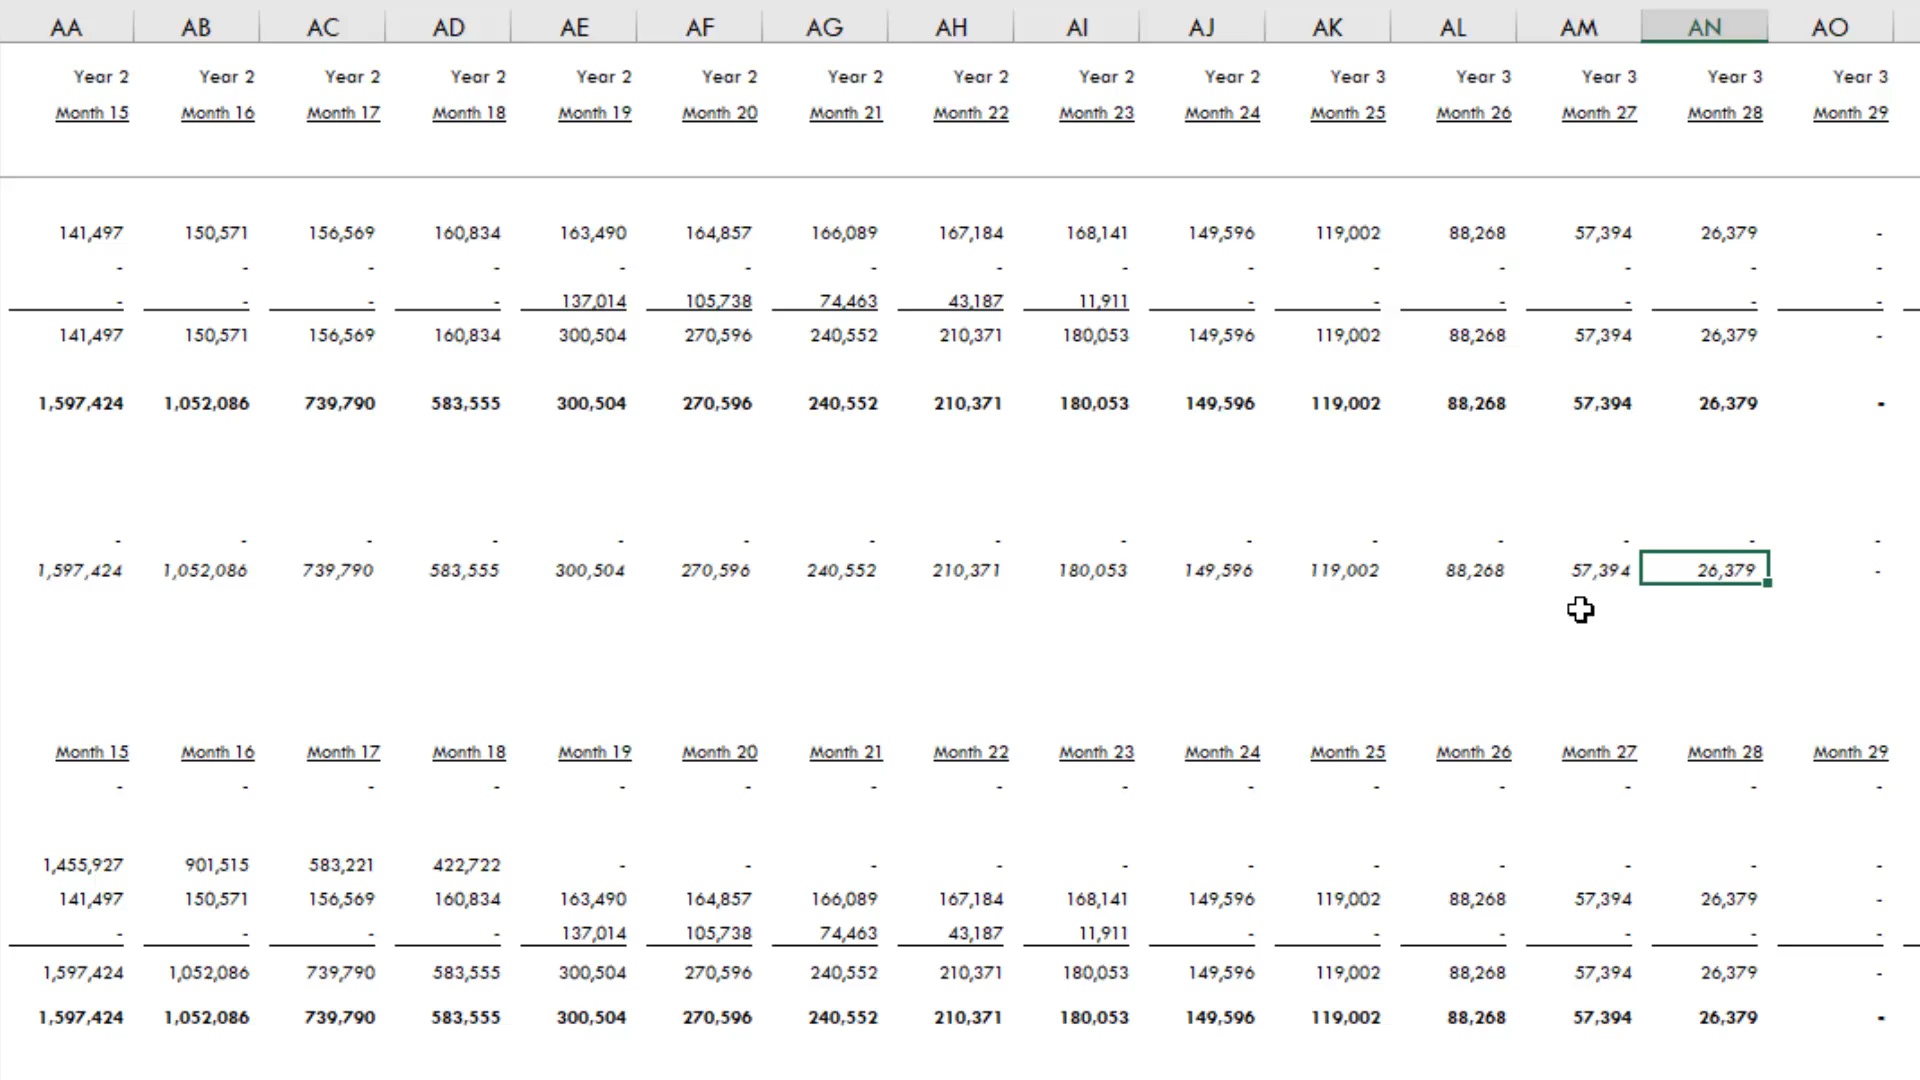 AA AB AC AD AE AF AG AH AI AJ AK AL AM AN AO
Year 2 Year 2 Year 2 Year 2 Year 2 Year 2 Year 2 Year 2 Year 2 Year 2 Year 3 Year 3 Year 3 Year 3 Year 3
Month 15 Month 16 Month 17 Month 18 Month 19 Month 20 Month 21 Month 22 Month 23 Month 24 Month 25 Month 26 Month 27 Month 28 Month 29
141,497 150,571 156,569 160,834 163,490 164,857 166,089 167,184 168,141 149,596 119,002 88,268 57,394 26,379 -
- - - - - - - - - - - - - - -
- - - - 137,014 105,738 74,463 43,187 11,911 - - - - - -
141,497 150,571 156,569 160,834 300,504 270,596 240,552 210,371 180,053 149,596 119,002 88,268 57,394 26,379 -
1,597,424 1,052,086 739,790 583,555 300,504 270,596 240,552 210,371 180,053 149,596 119,002 88,268 57,394 26,379 -
- - - - - - - - - - - - - - -
1,597,424 1,052,086 739,790 583,555 300,504 270,596 240,552 210,371 180,053 149,596 119,002 88,268 57,394 26,379 -
Month 15 Month 16 Month 17 Month 18 Month 19 Month 20 Month 21 Month 22 Month 23 Month 24 Month 25 Month 26 Month 27 Month 28 Month 29
- - - - - - - - - - - - - - -
1,455,927 901,515 583,221 422,722 - - - - - - - - - - -
141,497 150,571 156,569 160,834 163,490 164,857 166,089 167,184 168,141 149,596 119,002 88,268 57,394 26,379 -
- - - - 137,014 105,738 74,463 43,187 11,911 - - - - - -
1,597,424 1,052,086 739,790 583,555 300,504 270,596 240,552 210,371 180,053 149,596 119,002 88,268 57,394 26,379 -
1,597,424 1,052,086 739,790 583,555 300,504 270,596 240,552 210,371 180,053 149,596 119,002 88,268 57,394 26,379 -